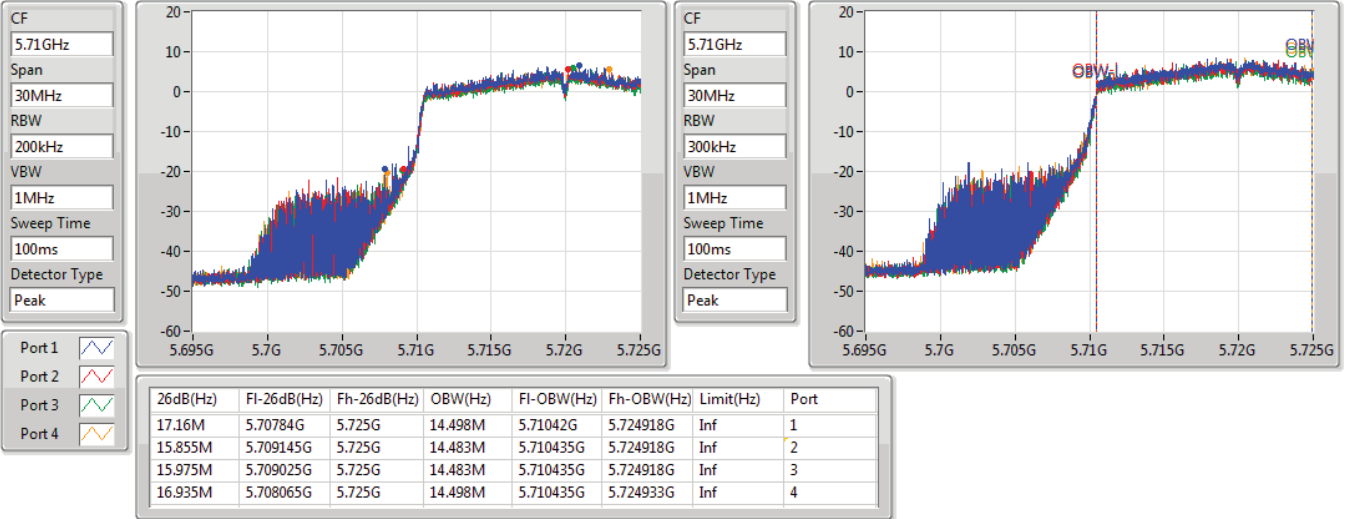 CF
5.71GHz
Span
30MHz
RBW
200kHz
VBW
1MHz
Sweep Time
100ms
Detector Type
Peak
20
10
0
-10
-20
-30
-40
-50
-60
5.695G 5.7G 5.705G 5.71G 5.715G 5.72G 5.725G
CF
5.71GHz
Span
30MHz
RBW
300kHz
VBW
1MHz
Sweep Time
100ms
Detector Type
Peak
20
10
0
-10
-20
-30
-40
-50
-60
5.695G 5.7G 5.705G 5.71G 5.715G 5.72G 5.725G
Port 1
Port 2
Port 3
Port 4
26dB(Hz) Fl-26dB(Hz) Fh-26dB(Hz) OBW(Hz) Fl-OBW(Hz) Fh-OBW(Hz) Limit(Hz) Port
17.16M 5.70784G 5.725G 14.498M 5.71042G 5.724918G Inf 1
15.855M 5.709145G 5.725G 14.483M 5.710435G 5.724918G Inf 2
15.975M 5.709025G 5.725G 14.483M 5.710435G 5.724918G Inf 3
16.935M 5.708065G 5.725G 14.498M 5.710435G 5.724933G Inf 4